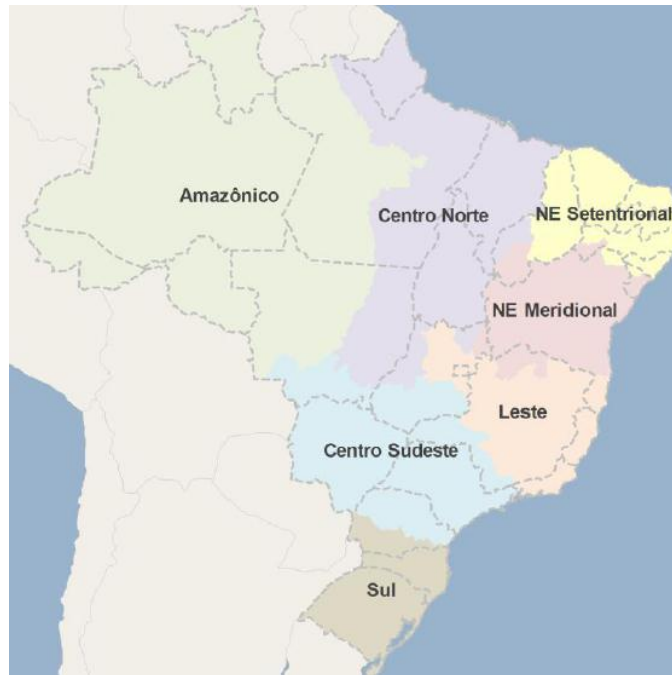 Amazônico
Centro Norte
NE Setentrional
NE Meridional
Leste
Centro Sudeste
Sul